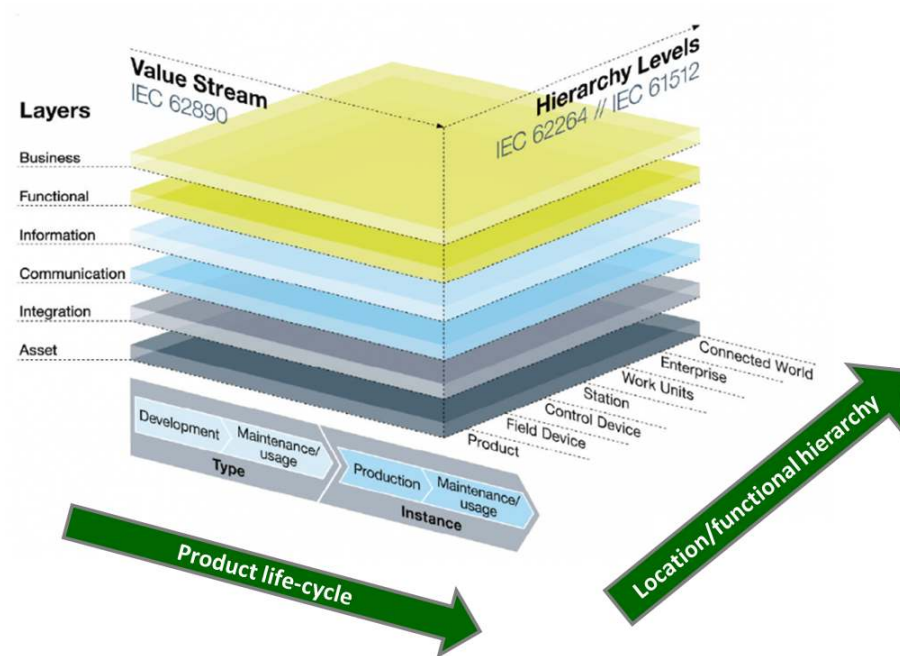 Value Stream
IEC 62890
Hierarchy Levels
IEC 62264 // IEC 61512
Layers
Business
Functional
Information
Communication
Integration
Asset
Connected World
Enterprise
Work Units
Station
Control Device
Field Device
Product
Development
Maintenance/
usage
Type
Production
Maintenance/
usage
Instance
Product life-cycle
Location/functional hierarchy